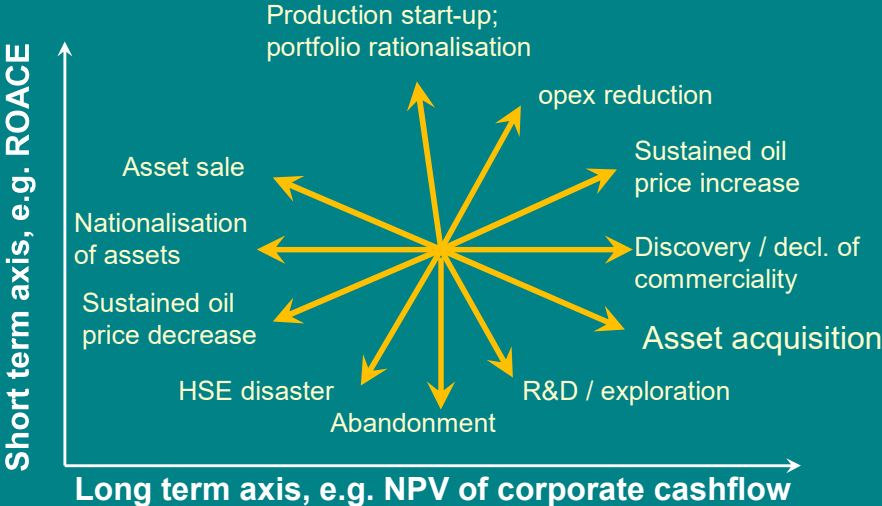 Production start-up;
portfolio rationalisation
opex reduction
Sustained oil
price increase
Asset sale
Nationalisation
of assets
Discovery / decl. of
commerciality
Sustained oil
price decrease
Asset acquisition
HSE disaster
R&D / exploration
Abandonment
Short term axis, e.g. ROACE
Long term axis, e.g. NPV of corporate cashflow